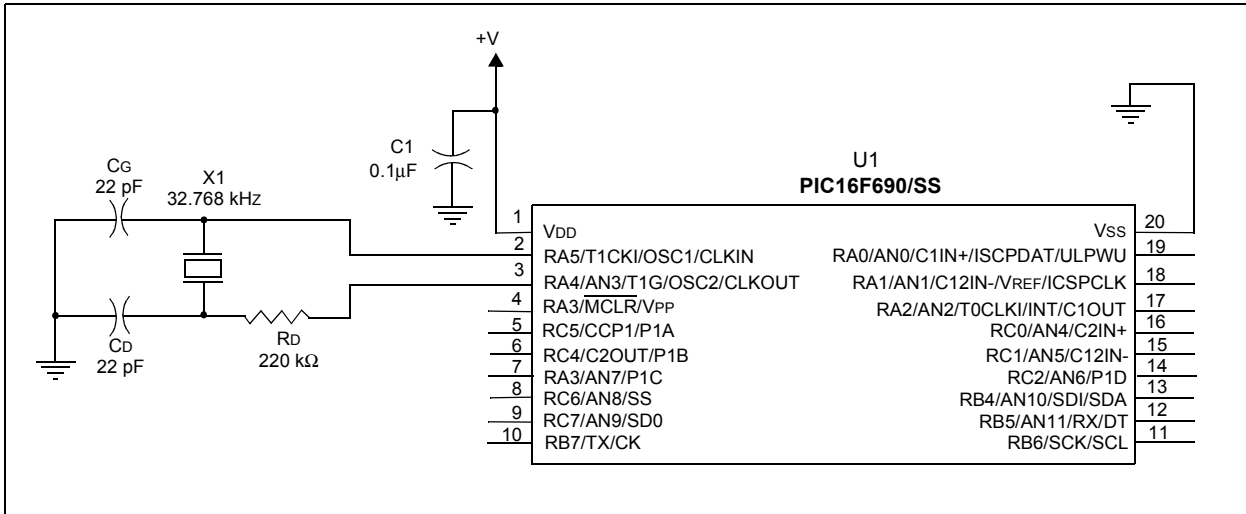 +V
C1
0.1µF
CG
22 pF
X1
32.768 kHz
CD
22 pF
RD
220 kΩ
U1
PIC16F690/SS
1 VDD
2 RA5/T1CKI/OSC1/CLKIN
3 RA4/AN3/T1G/OSC2/CLKOUT
4 RA3/MCLR/VPP
5 RC5/CCP1/P1A
6 RC4/C2OUT/P1B
7 RA3/AN7/P1C
8 RC6/AN8/SS
9 RC7/AN9/SD0
10 RB7/TX/CK
VSS 20
RA0/AN0/C1IN+/ISCPDAT/ULPWU 19
RA1/AN1/C12IN-/VREF/ICSPCLK 18
RA2/AN2/T0CLKI/INT/C1OUT 17
RC0/AN4/C2IN+ 16
RC1/AN5/C12IN- 15
RC2/AN6/P1D 14
RB4/AN10/SDI/SDA 13
RB5/AN11/RX/DT 12
RB6/SCK/SCL 11